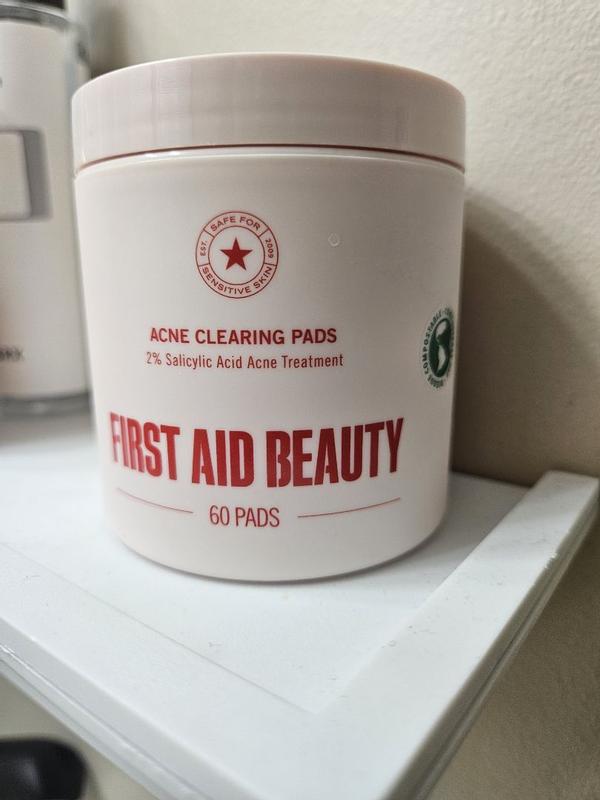 SAFE FOR
EST. 2009
SENSITIVE SKIN
ACNE CLEARING PADS
2% Salicylic Acid Acne Treatment
FIRST AID BEAUTY
60 PADS
COMPOSTABLE